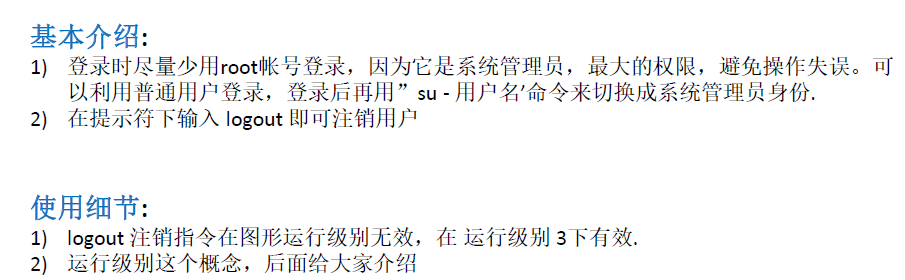 基本介绍:
1) 登录时尽量少用root帐号登录，因为它是系统管理员，最大的权限，避免操作失误。可
以利用普通用户登录，登录后再用”su - 用户名’命令来切换成系统管理员身份.
2) 在提示符下输入 logout 即可注销用户
使用细节:
1) logout 注销指令在图形运行级别无效，在 运行级别 3下有效.
2) 运行级别这个概念，后面给大家介绍